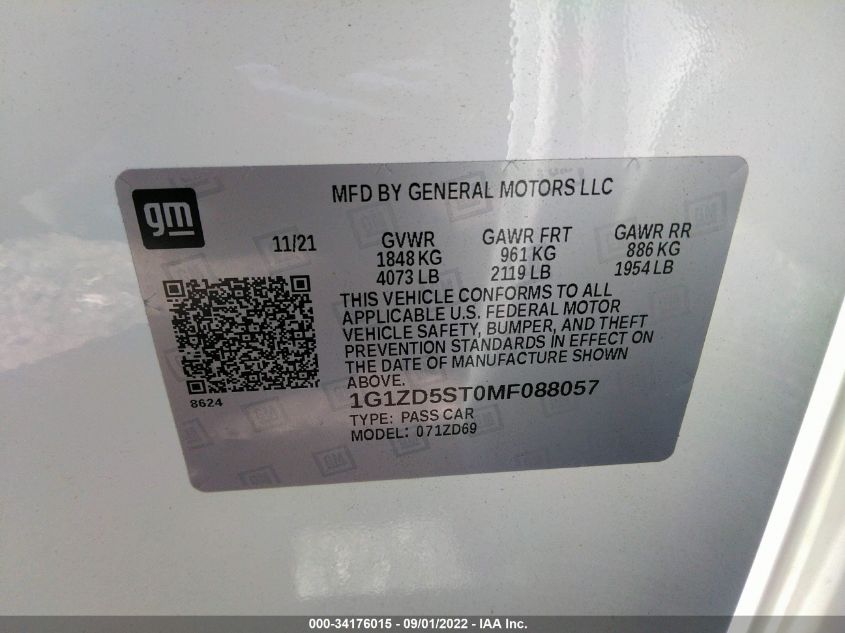 gm
MFD BY GENERAL MOTORS LLC
11/21
GVWR GAWR FRT GAWR RR
1848 KG 961 KG 886 KG
4073 LB 2119 LB 1954 LB
THIS VEHICLE CONFORMS TO ALL
APPLICABLE U.S. FEDERAL MOTOR
VEHICLE SAFETY, BUMPER, AND THEFT
PREVENTION STANDARDS IN EFFECT ON
THE DATE OF MANUFACTURE SHOWN
ABOVE.
8624
1G1ZD5ST0MF088057
TYPE: PASS CAR
MODEL: 071ZD69
000-34176015 - 09/01/2022 - IAA Inc.